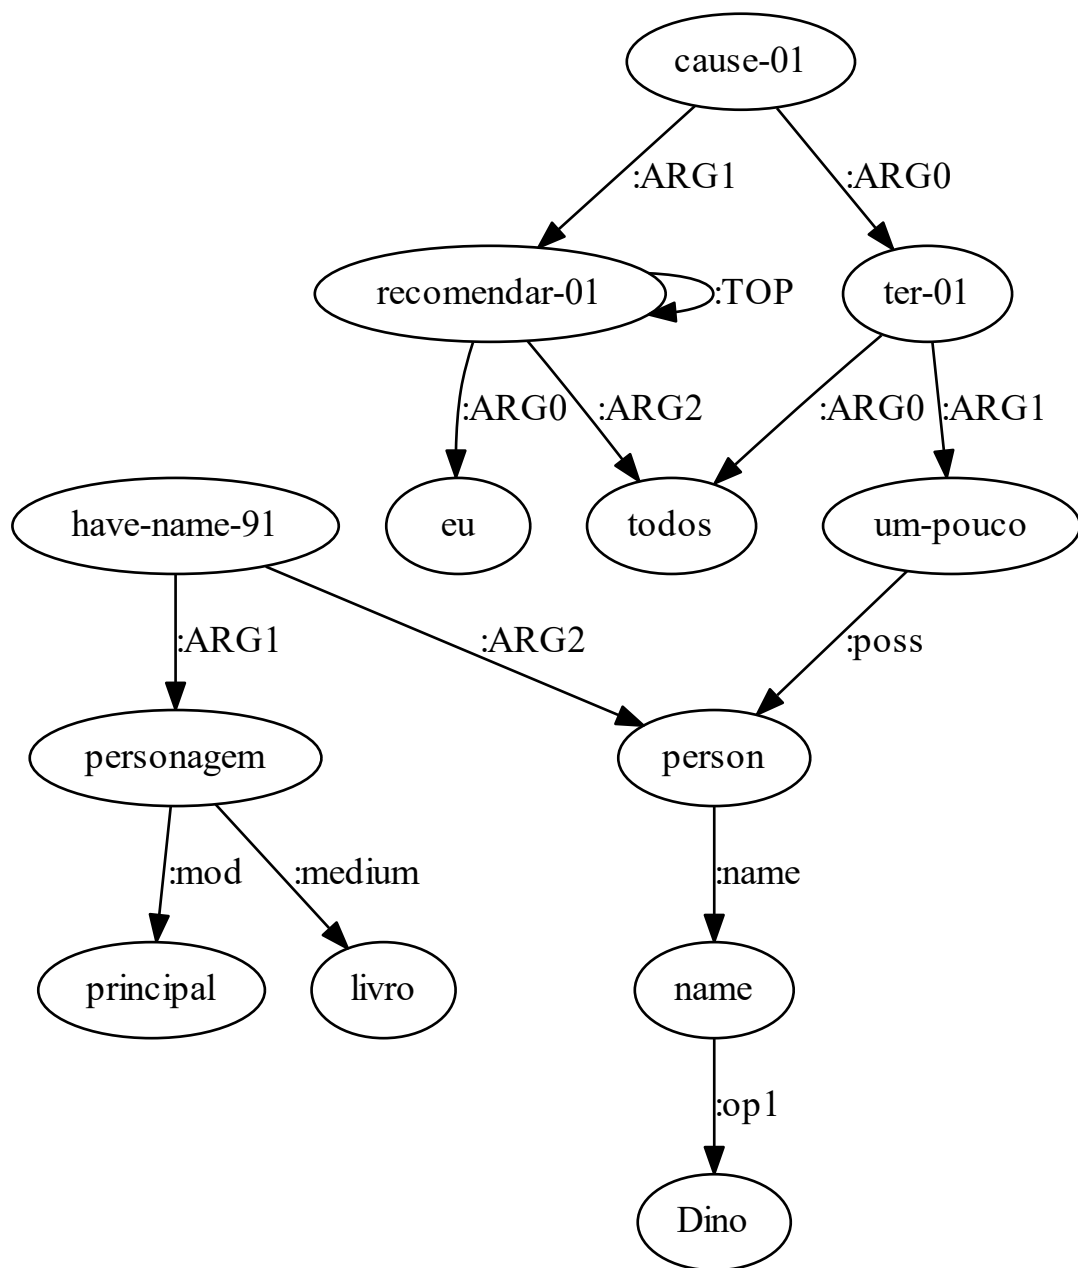 cause-01
:ARG1
:ARG0
recomendar-01
:TOP
ter-01
:ARG0
:ARG2
:ARG0
:ARG1
have-name-91
eu
todos
um-pouco
:ARG1
:ARG2
:poss
personagem
person
:mod
:medium
:name
principal
livro
name
:op1
Dino